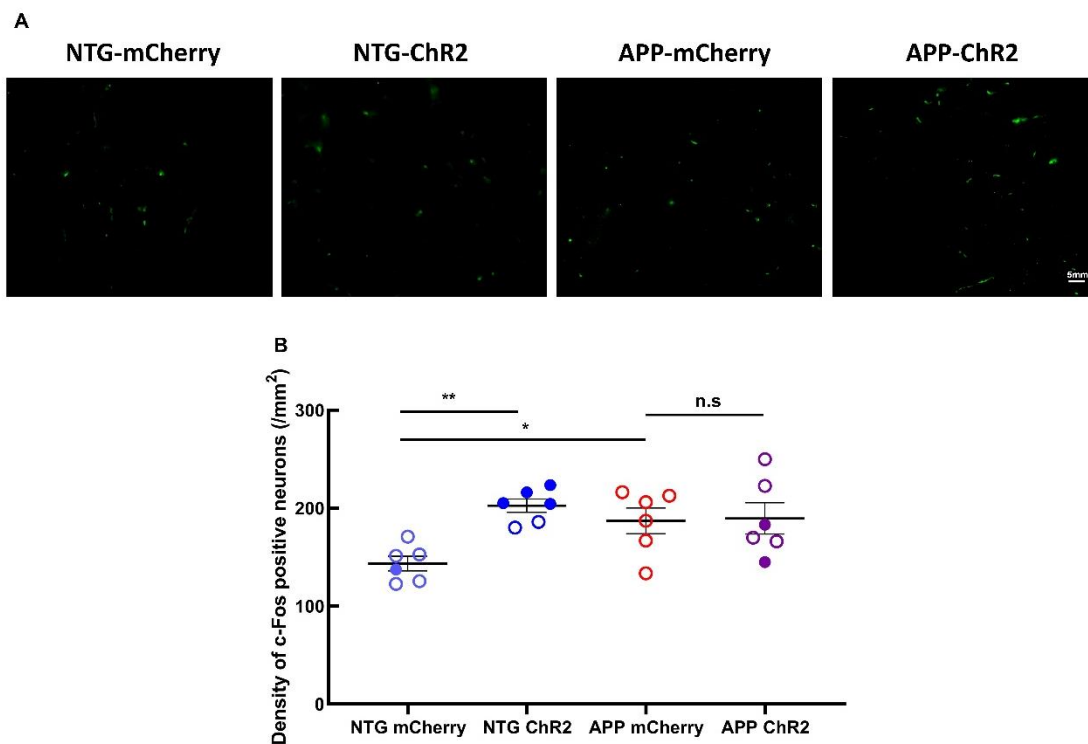 A
NTG-mCherry NTG-ChR2 APP-mCherry APP-ChR2
5mm
B
Density of c-Fos positive neurons (/mm²)
300
200
100
0
**
*
n.s
NTG mCherry NTG ChR2 APP mCherry APP ChR2